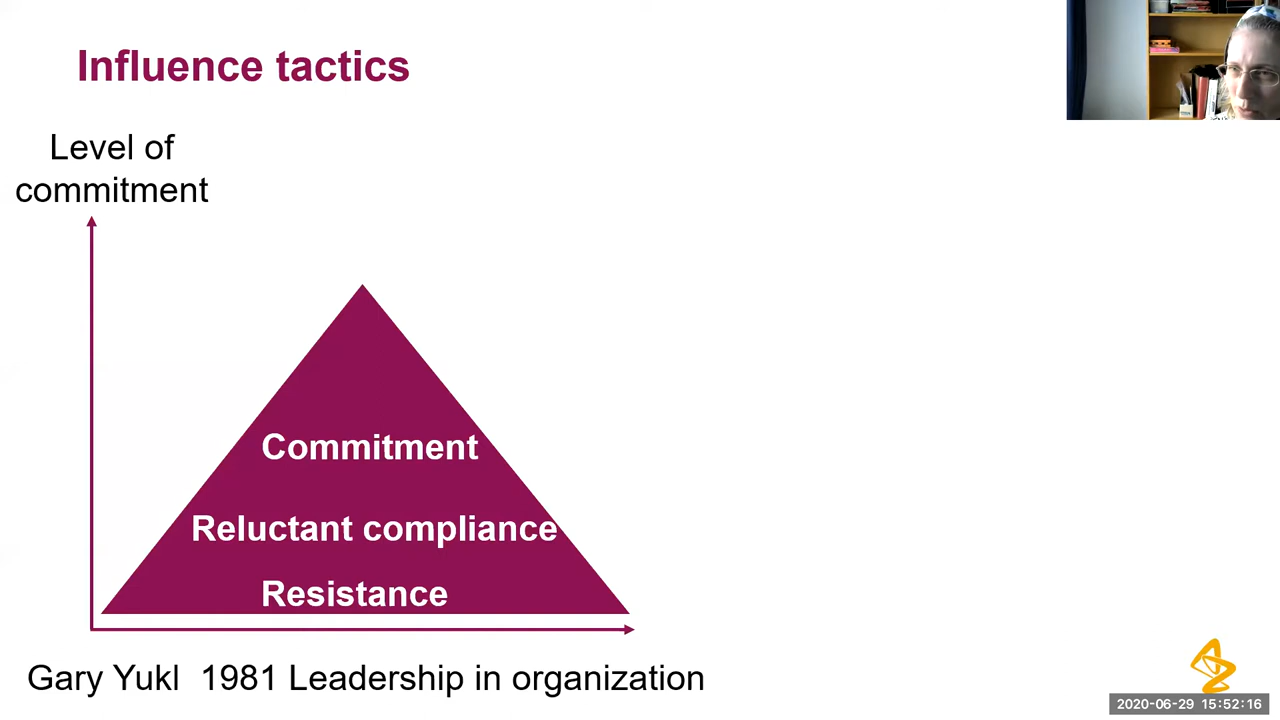 Influence tactics
Level of
commitment
Commitment
Reluctant compliance
Resistance
Gary Yukl 1981 Leadership in organization
2020-06-29 15:52:16